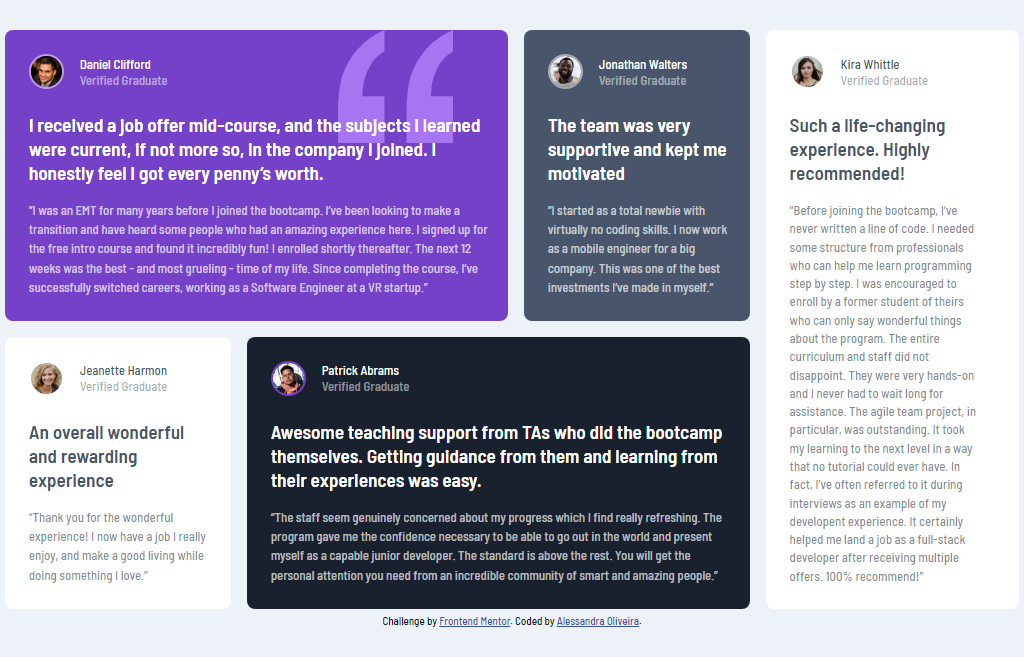 Daniel Clifford
Verified Graduate
I received a job offer mid-course, and the subjects I learned
were current, if not more so, in the company I joined. I
honestly feel I got every penny’s worth.
“I was an EMT for many years before I joined the bootcamp. I’ve been looking to make a
transition and have heard some people who had an amazing experience here. I signed up for
the free intro course and found it incredibly fun! I enrolled shortly thereafter. The next 12
weeks was the best - and most grueling - time of my life. Since completing the course, I’ve
successfully switched careers, working as a Software Engineer at a VR startup.”
Jonathan Walters
Verified Graduate
The team was very
supportive and kept me
motivated
“I started as a total newbie with
virtually no coding skills. I now work
as a mobile engineer for a big
company. This was one of the best
investments I’ve made in myself.”
Kira Whittle
Verified Graduate
Such a life-changing
experience. Highly
recommended!
“Before joining the bootcamp, I’ve
never written a line of code. I needed
some structure from professionals
who can help me learn programming
step by step. I was encouraged to
enroll by a former student of theirs
who can only say wonderful things
about the program. The entire
curriculum and staff did not
disappoint. They were very hands-on
and I never had to wait long for
assistance. The agile team project, in
particular, was outstanding. It took
my learning to the next level in a way
that no tutorial could ever have. In
fact, I’ve often referred to it during
interviews as an example of my
developent experience. It certainly
helped me land a job as a full-stack
developer after receiving multiple
offers. 100% recommend!”
Jeanette Harmon
Verified Graduate
An overall wonderful
and rewarding
experience
“Thank you for the wonderful
experience! I now have a job I really
enjoy, and make a good living while
doing something I love.”
Patrick Abrams
Verified Graduate
Awesome teaching support from TAs who did the bootcamp
themselves. Getting guidance from them and learning from
their experiences was easy.
“The staff seem genuinely concerned about my progress which I find really refreshing. The
program gave me the confidence necessary to be able to go out in the world and present
myself as a capable junior developer. The standard is above the rest. You will get the
personal attention you need from an incredible community of smart and amazing people.”
Challenge by Frontend Mentor. Coded by Alessandra Oliveira.